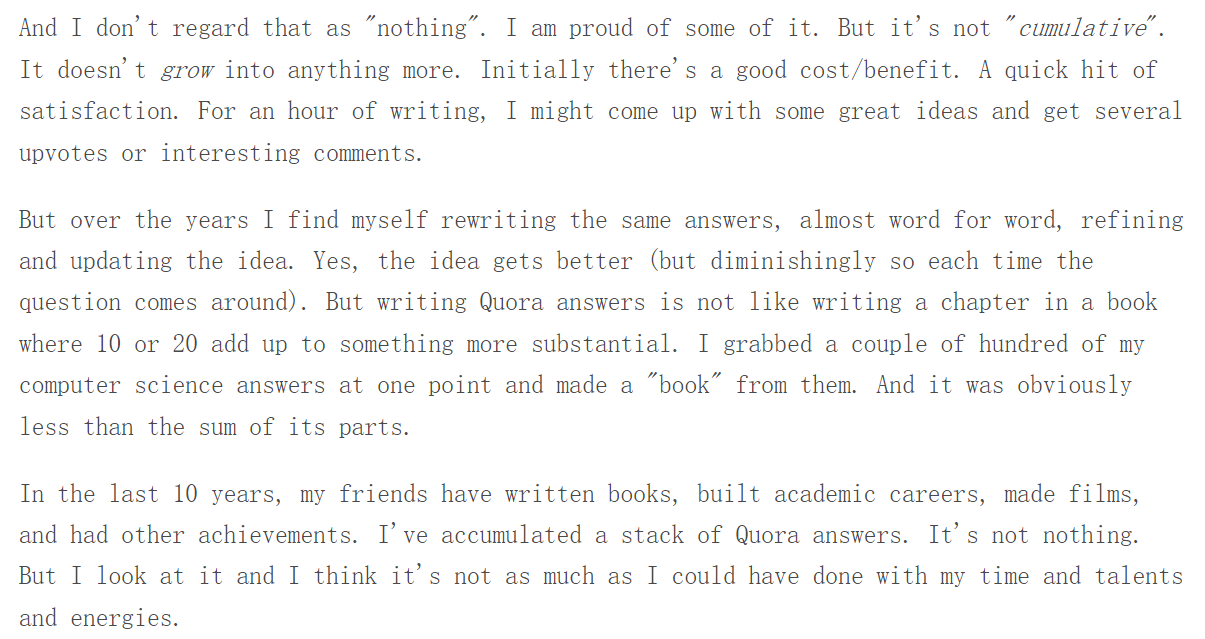 And I don't regard that as "nothing". I am proud of some of it. But it's not "cumulative".
It doesn't grow into anything more. Initially there's a good cost/benefit. A quick hit of
satisfaction. For an hour of writing, I might come up with some great ideas and get several
upvotes or interesting comments.
But over the years I find myself rewriting the same answers, almost word for word, refining
and updating the idea. Yes, the idea gets better (but diminishingly so each time the
question comes around). But writing Quora answers is not like writing a chapter in a book
where 10 or 20 add up to something more substantial. I grabbed a couple of hundred of my
computer science answers at one point and made a "book" from them. And it was obviously
less than the sum of its parts.
In the last 10 years, my friends have written books, built academic careers, made films,
and had other achievements. I've accumulated a stack of Quora answers. It's not nothing.
But I look at it and I think it's not as much as I could have done with my time and talents
and energies.